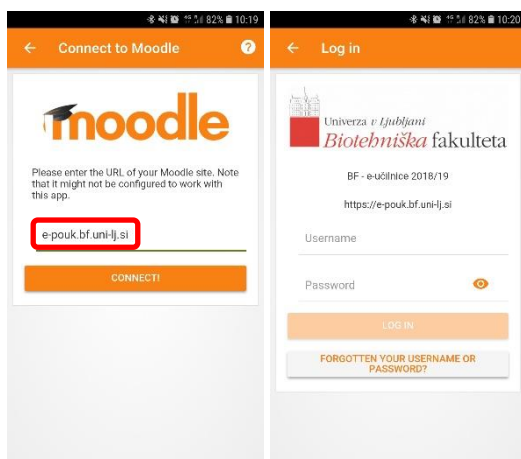 82% 10:19
Connect to Moodle ?
moodle
Please enter the URL of your Moodle site. Note
that it might not be configured to work with
this app.
e-pouk.bf.uni-lj.si
CONNECT!
82% 10:20
Log in
Univerza v Ljubljani
Biotehniška fakulteta
BF - e-učilnice 2018/19
https://e-pouk.bf.uni-lj.si
Username
Password
LOG IN
FORGOTTEN YOUR USERNAME OR
PASSWORD?